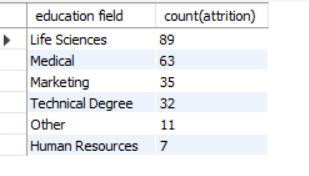 education field count(attrition)
Life Sciences 89
Medical 63
Marketing 35
Technical Degree 32
Other 11
Human Resources 7